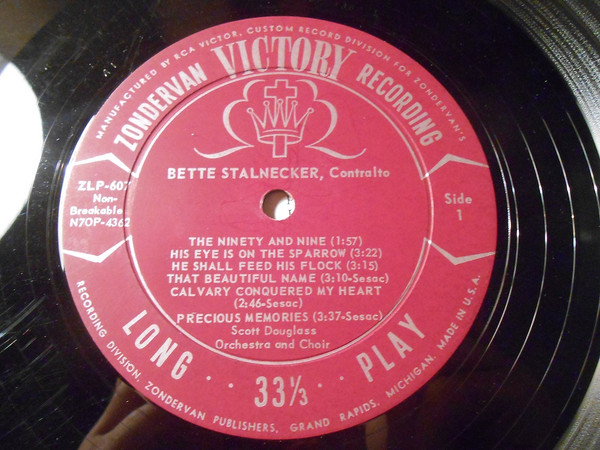 MANUFACTURED BY RCA VICTOR, CUSTOM RECORD DIVISION FOR ZONDERVAN'S
ZONDERVAN VICTORY RECORDING
BETTE STALNECKER, Contralto
ZLP-607
Non-
Breakable
N7OP-4362
Side
1
THE NINETY AND NINE (1:57)
HIS EYE IS ON THE SPARROW (3:22)
HE SHALL FEED HIS FLOCK (3:15)
THAT BEAUTIFUL NAME (3:10-Sesac)
CALVARY CONQUERED MY HEART
(2:46-Sesac)
PRECIOUS MEMORIES (3:37-Sesac)
Scott Douglass
Orchestra and Choir
LONG · · 33⅓ · · PLAY
RECORDING DIVISION, ZONDERVAN PUBLISHERS, GRAND RAPIDS, MICHIGAN, MADE IN U.S.A.